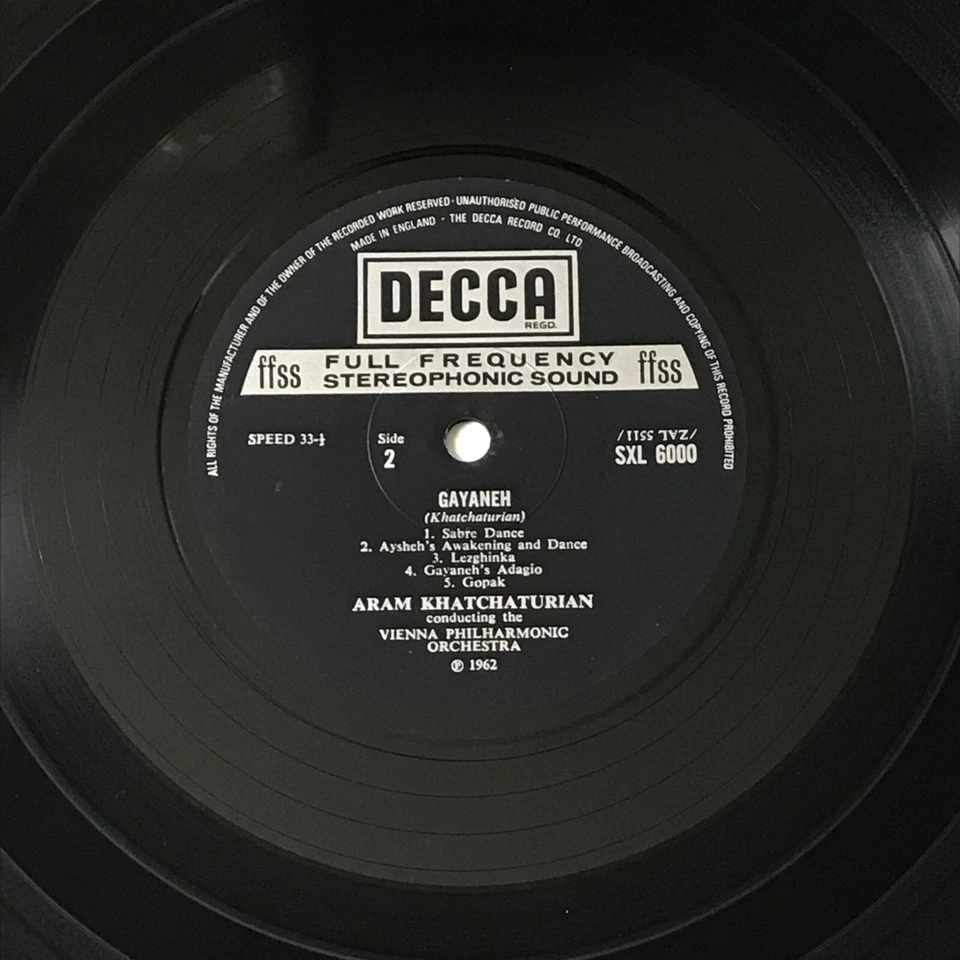 ALL RIGHTS OF THE MANUFACTURER AND OF THE OWNER OF THE RECORDED WORK RESERVED · UNAUTHORISED PUBLIC PERFORMANCE BROADCASTING AND COPYING OF THIS RECORD PROHIBITED
MADE IN ENGLAND · THE DECCA RECORD CO. LTD.
DECCA
REGD.
ffss FULL FREQUENCY ffss
STEREOPHONIC SOUND
SPEED 33-⅓ Side /ZAL 5511/
2 SXL 6000
GAYANEH
(Khatchaturian)
1. Sabre Dance
2. Aysheh's Awakening and Dance
3. Lezghinka
4. Gayaneh's Adagio
5. Gopak
ARAM KHATCHATURIAN
conducting the
VIENNA PHILHARMONIC
ORCHESTRA
℗ 1962